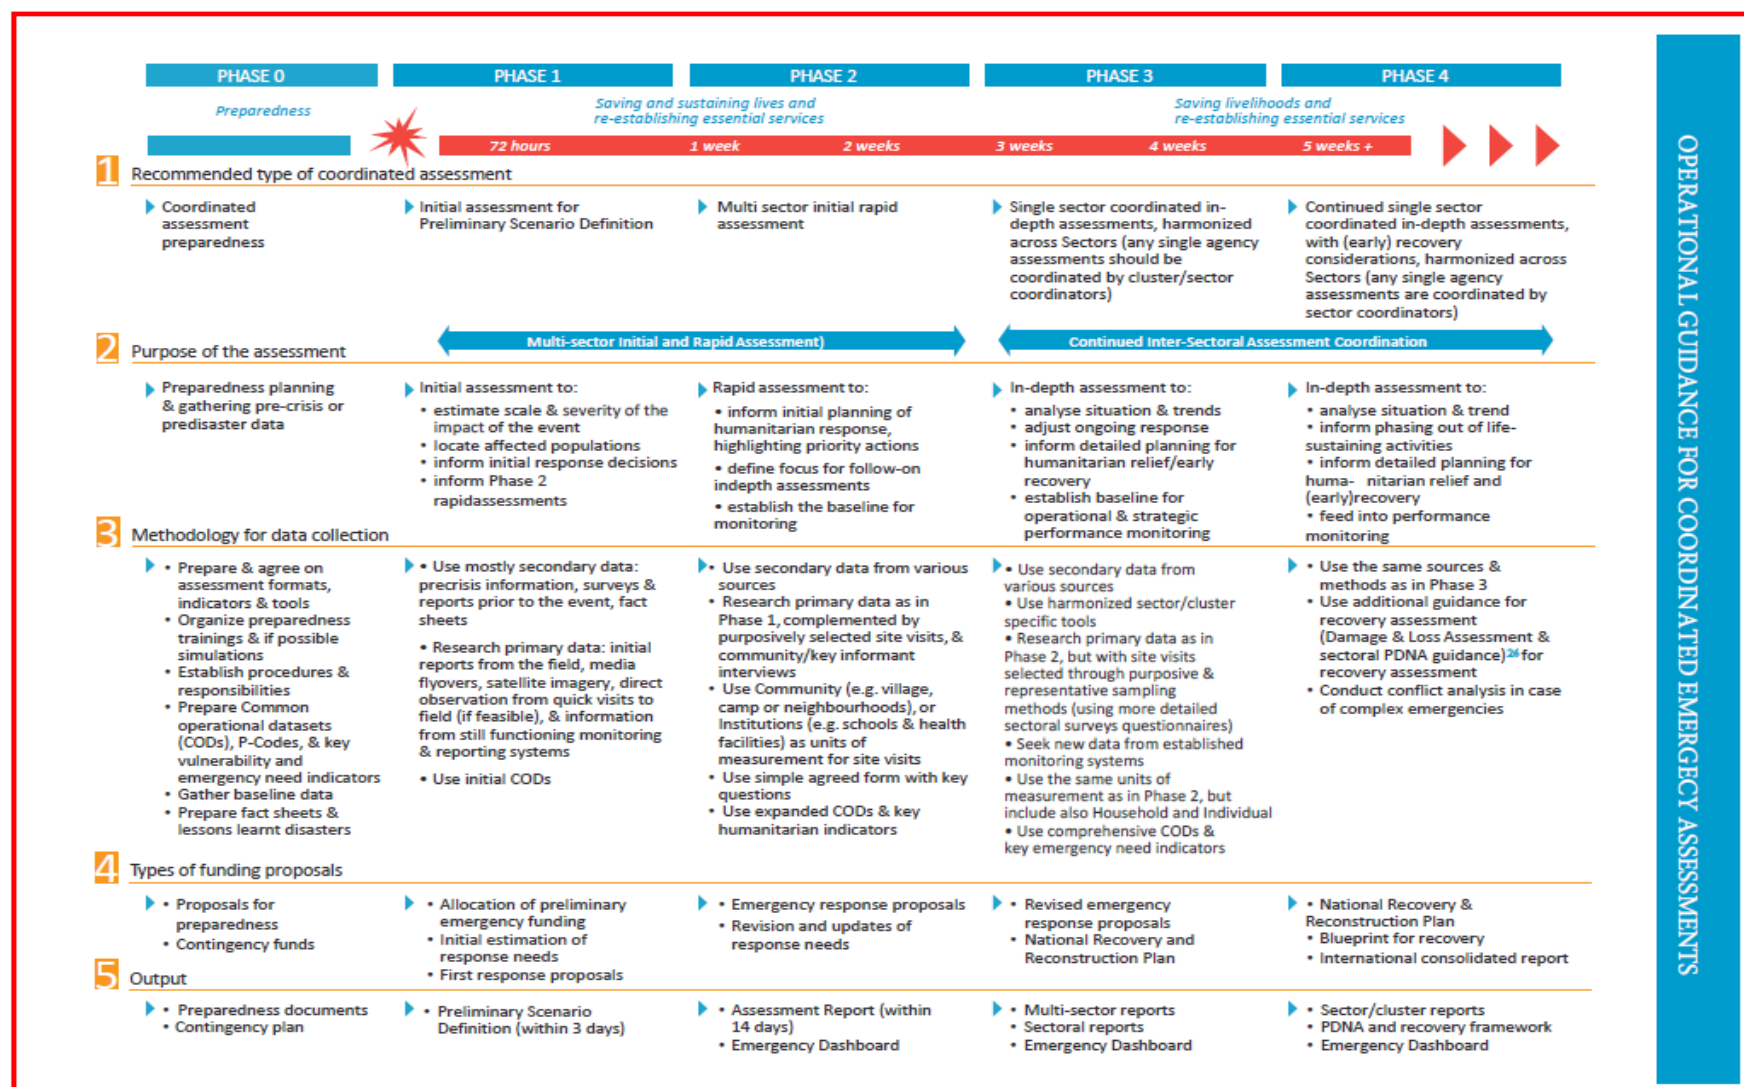 PHASE 0
PHASE 1
PHASE 2
PHASE 3
PHASE 4
Preparedness
Saving and sustaining lives and
re-establishing essential services
Saving livelihoods and
re-establishing essential services
72 hours
1 week
2 weeks
3 weeks
4 weeks
5 weeks +
1 Recommended type of coordinated assessment
Coordinated
assessment
preparedness
Initial assessment for
Preliminary Scenario Definition
Multi sector initial rapid
assessment
Single sector coordinated in-
depth assessments, harmonized
across Sectors (any single agency
assessments should be
coordinated by cluster/sector
coordinators)
Continued single sector
coordinated in-depth assessments,
with (early) recovery
considerations, harmonized across
Sectors (any single agency
assessments are coordinated by
sector coordinators)
2 Purpose of the assessment
Multi-sector Initial and Rapid Assessment)
Continued Inter-Sectoral Assessment Coordination
Preparedness planning
& gathering pre-crisis or
predisaster data
Initial assessment to:
• estimate scale & severity of the
impact of the event
• locate affected populations
• inform initial response decisions
• inform Phase 2
rapidassessments
Rapid assessment to:
• inform initial planning of
humanitarian response,
highlighting priority actions
• define focus for follow-on
indepth assessments
• establish the baseline for
monitoring
In-depth assessment to:
• analyse situation & trends
• adjust ongoing response
• inform detailed planning for
humanitarian relief/early
recovery
• establish baseline for
operational & strategic
performance monitoring
In-depth assessment to:
• analyse situation & trend
• inform phasing out of life-
sustaining activities
• inform detailed planning for
huma- nitarian relief and
(early)recovery
• feed into performance
monitoring
3 Methodology for data collection
• Prepare & agree on
assessment formats,
indicators & tools
• Organize preparedness
trainings & if possible
simulations
• Establish procedures &
responsibilities
• Prepare Common
operational datasets
(CODs), P-Codes, & key
vulnerability and
emergency need indicators
• Gather baseline data
• Prepare fact sheets &
lessons learnt disasters
• Use mostly secondary data:
precrisis information, surveys &
reports prior to the event, fact
sheets
• Research primary data: initial
reports from the field, media
flyovers, satellite imagery, direct
observation from quick visits to
field (if feasible), & information
from still functioning monitoring
& reporting systems
• Use initial CODs
• Use secondary data from various
sources
• Research primary data as in
Phase 1, complemented by
purposively selected site visits, &
community/key informant
interviews
• Use Community (e.g. village,
camp or neighbourhoods), or
Institutions (e.g. schools & health
facilities) as units of
measurement for site visits
• Use simple agreed form with key
questions
• Use expanded CODs & key
humanitarian indicators
• Use secondary data from
various sources
• Use harmonized sector/cluster
specific tools
• Research primary data as in
Phase 2, but with site visits
selected through purposive &
representative sampling
methods (using more detailed
sectoral surveys questionnaires)
• Seek new data from established
monitoring systems
• Use the same units of
measurement as in Phase 2, but
include also Household and Individual
• Use comprehensive CODs &
key emergency need indicators
• Use the same sources &
methods as in Phase 3
• Use additional guidance for
recovery assessment
(Damage & Loss Assessment &
sectoral PDNA guidance)26 for
recovery assessment
• Conduct conflict analysis in case
of complex emergencies
4 Types of funding proposals
• Proposals for
preparedness
• Contingency funds
• Allocation of preliminary
emergency funding
• Initial estimation of
response needs
• First response proposals
• Emergency response proposals
• Revision and updates of
response needs
• Revised emergency
response proposals
• National Recovery and
Reconstruction Plan
• National Recovery &
Reconstruction Plan
• Blueprint for recovery
• International consolidated report
5 Output
• Preparedness documents
• Contingency plan
• Preliminary Scenario
Definition (within 3 days)
• Assessment Report (within
14 days)
• Emergency Dashboard
• Multi-sector reports
• Sectoral reports
• Emergency Dashboard
• Sector/cluster reports
• PDNA and recovery framework
• Emergency Dashboard
OPERATIONAL GUIDANCE FOR COORDINATED EMERGECY ASSESSMENTS